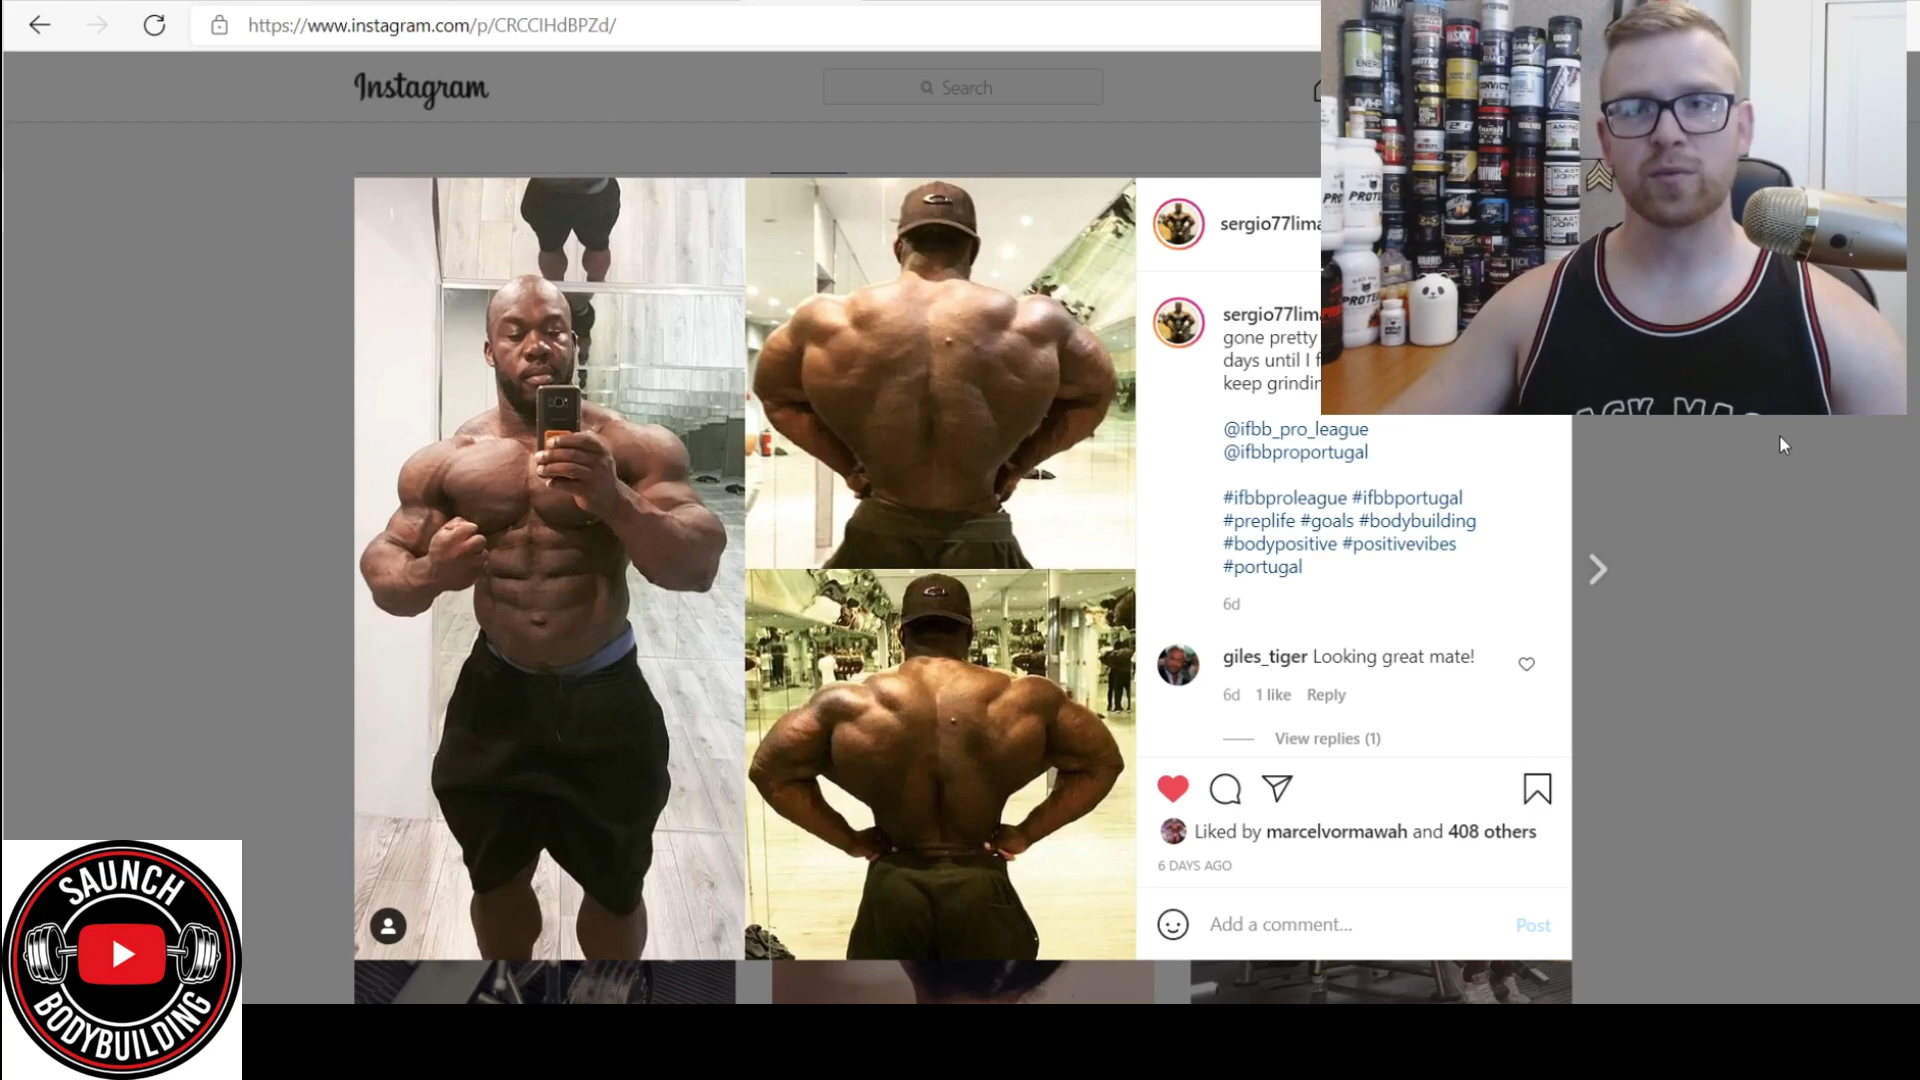 https://www.instagram.com/p/CRCCIHdBPZd/
Instagram
Search
sergio77lima
sergio77lima
gone pretty
days until I f
keep grindin
@ifbb_pro_league
@ifbbproportugal
#ifbbproleague #ifbbportugal
#preplife #goals #bodybuilding
#bodypositive #positivevibes
#portugal
6d
giles_tiger Looking great mate!
6d 1 like Reply
View replies (1)
Liked by marcelvormawah and 408 others
6 DAYS AGO
Add a comment...
Post
SAUNCH
BODYBUILDING